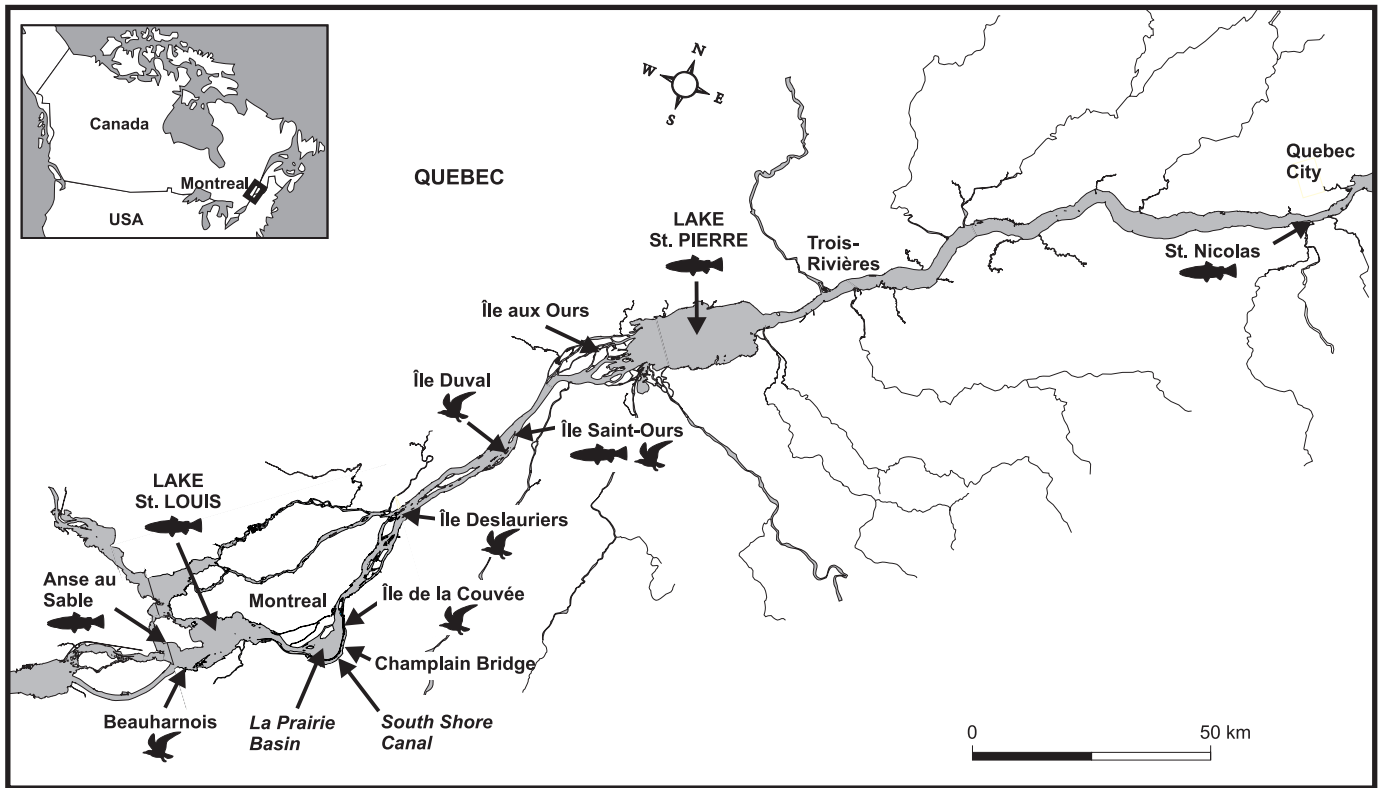 Canada
Montreal
USA
N
W
E
S
QUEBEC
Quebec
City
LAKE
St. PIERRE
Trois-
Rivières
St. Nicolas
Île aux Ours
Île Duval
Île Saint-Ours
LAKE
St. LOUIS
Île Deslauriers
Anse au
Sable
Montreal
Île de la Couvée
Champlain Bridge
Beauharnois
La Prairie
Basin
South Shore
Canal
0
50 km